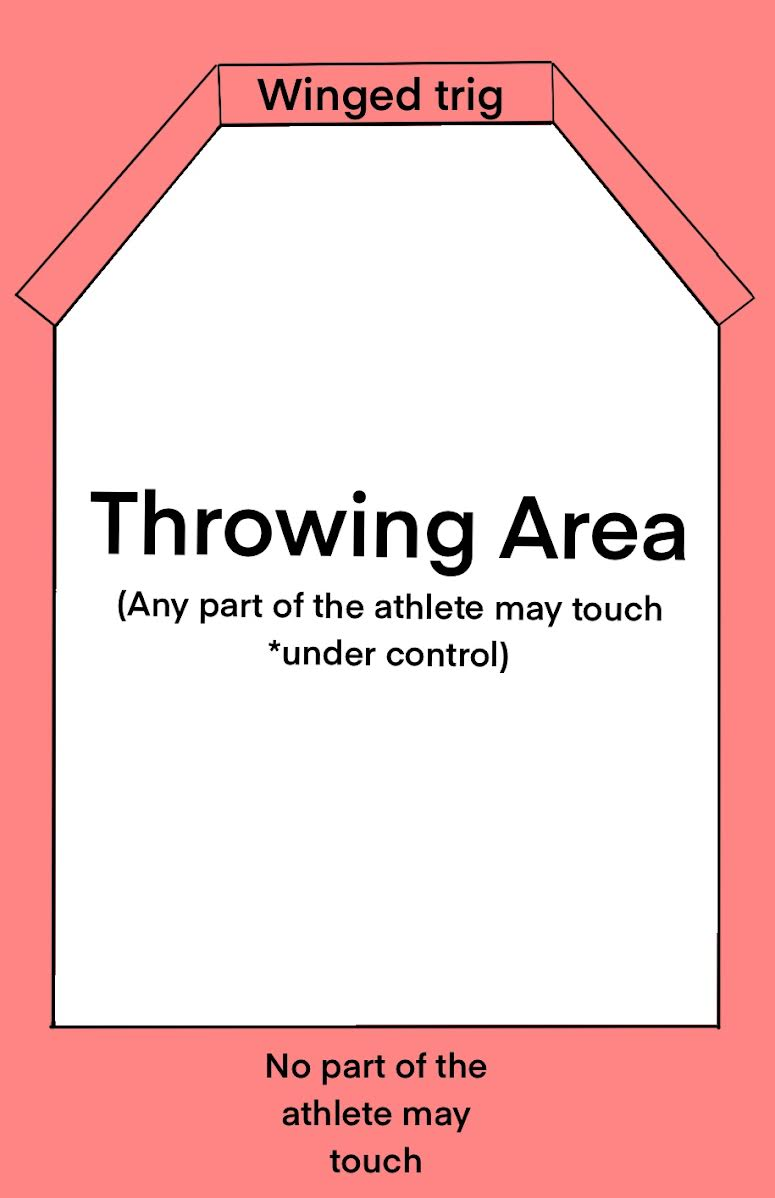 Winged trig
Throwing Area
(Any part of the athlete may touch
*under control)
No part of the
athlete may
touch